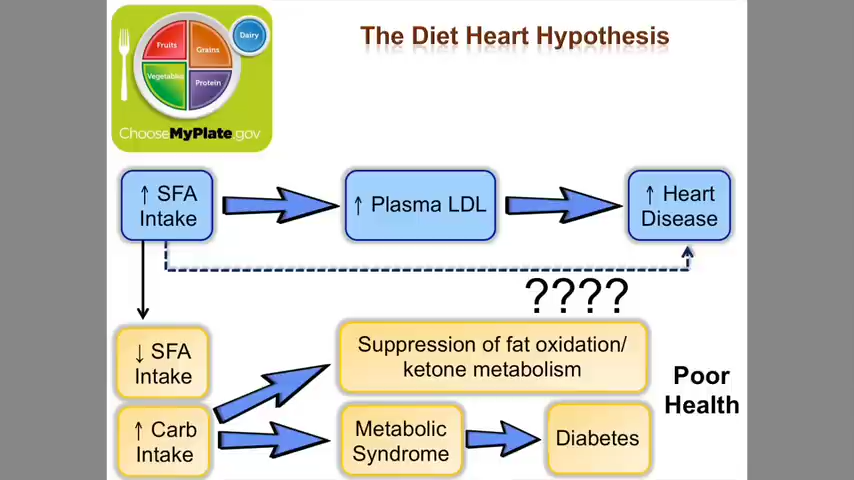 The Diet Heart Hypothesis
Fruits
Grains
Dairy
Vegetables
Protein
ChooseMyPlate.gov
↑ SFA
Intake
↑ Plasma LDL
↑ Heart
Disease
????
↓ SFA
Intake
Suppression of fat oxidation/
ketone metabolism
Poor
Health
↑ Carb
Intake
Metabolic
Syndrome
Diabetes